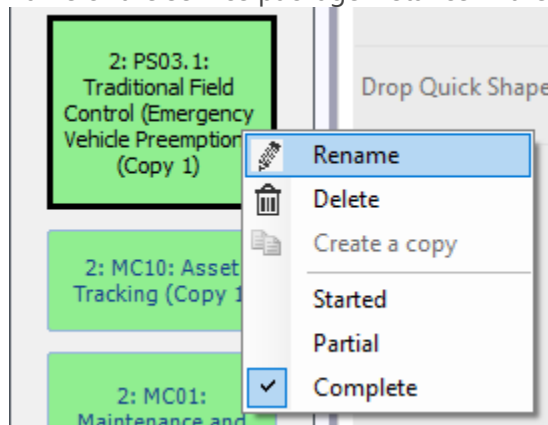 2: PS03.1:
Traditional Field
Control (Emergency
Vehicle Preemption
(Copy 1)
Drop Quick Shape
Rename
Delete
Create a copy
Started
Partial
Complete
2: MC10: Asset
Tracking (Copy 1
2: MC01:
Maintenance and